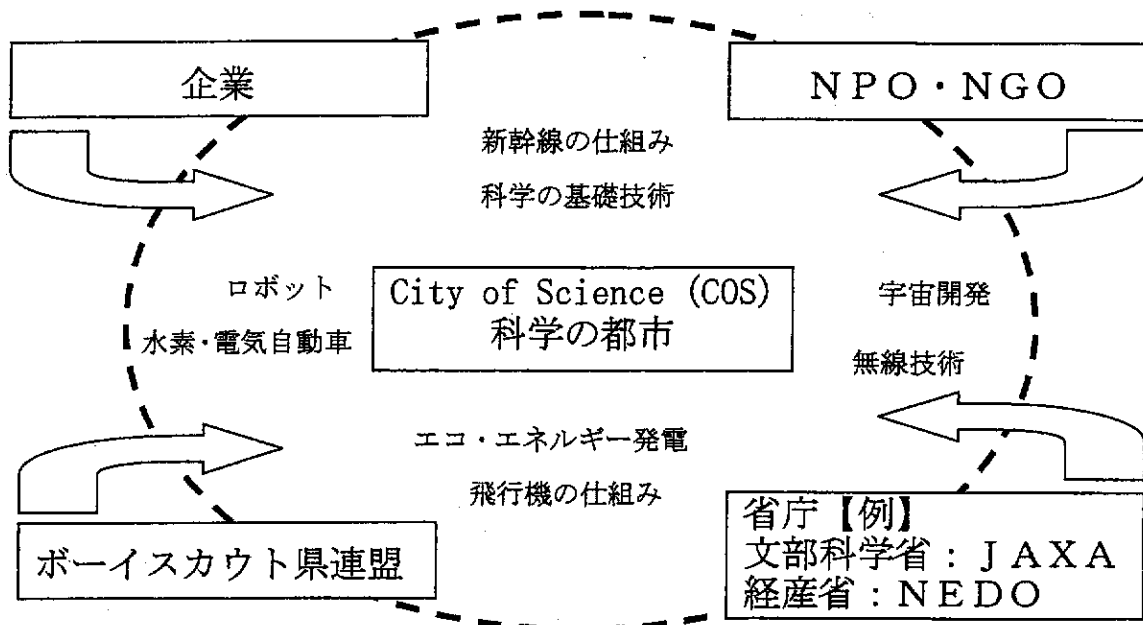 企業
NPO・NGO
新幹線の仕組み
科学の基礎技術
ロボット
水素・電気自動車
City of Science (COS)
科学の都市
宇宙開発
無線技術
エコ・エネルギー発電
飛行機の仕組み
ボーイスカウト県連盟
省庁【例】
文部科学省：JAXA
経産省：NEDO